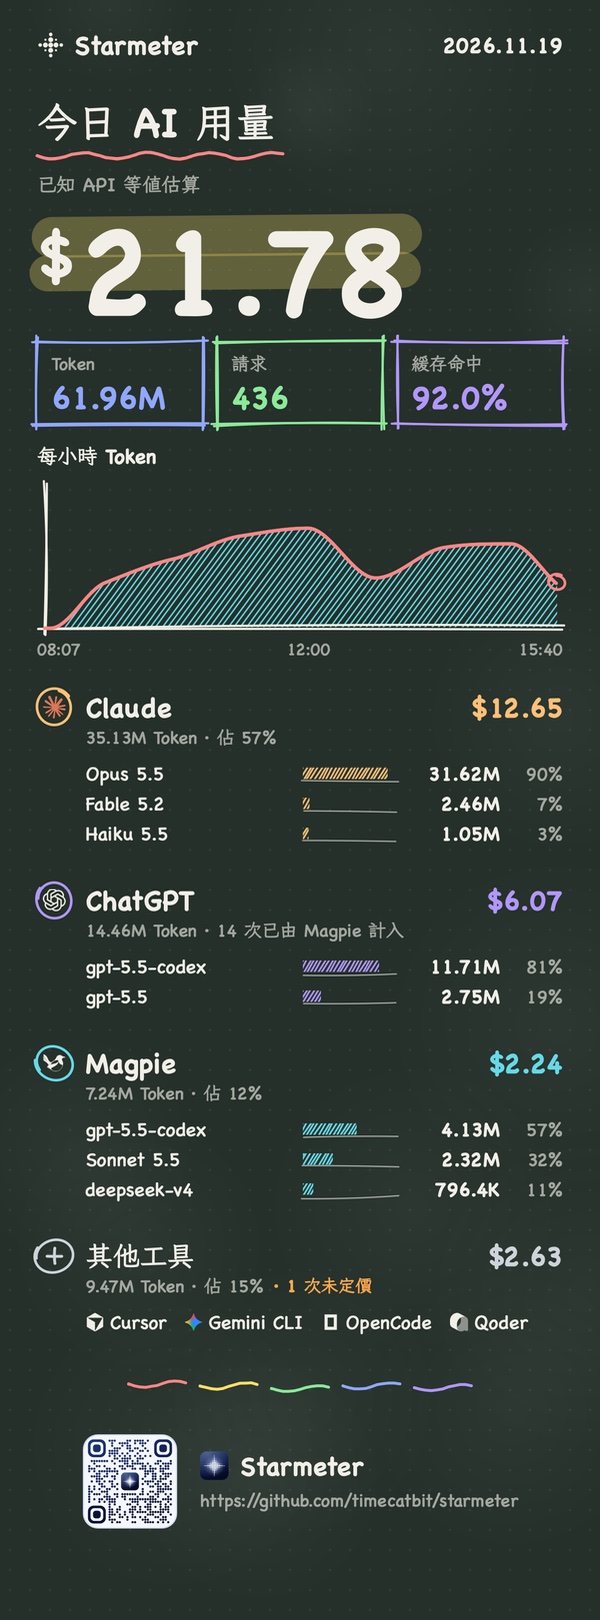 Starmeter
2026.11.19
今日 AI 用量
已知 API 等值估算
$21.78
Token
61.96M
請求
436
緩存命中
92.0%
每小時 Token
08:07 12:00 15:40
Claude $12.65
35.13M Token · 佔 57%
Opus 5.5 31.62M 90%
Fable 5.2 2.46M 7%
Haiku 5.5 1.05M 3%
ChatGPT $6.07
14.46M Token · 14 次已由 Magpie 計入
gpt-5.5-codex 11.71M 81%
gpt-5.5 2.75M 19%
Magpie $2.24
7.24M Token · 佔 12%
gpt-5.5-codex 4.13M 57%
Sonnet 5.5 2.32M 32%
deepseek-v4 796.4K 11%
其他工具 $2.63
9.47M Token · 佔 15% · 1 次未定價
Cursor Gemini CLI OpenCode Qoder
Starmeter
https://github.com/timecatbit/starmeter